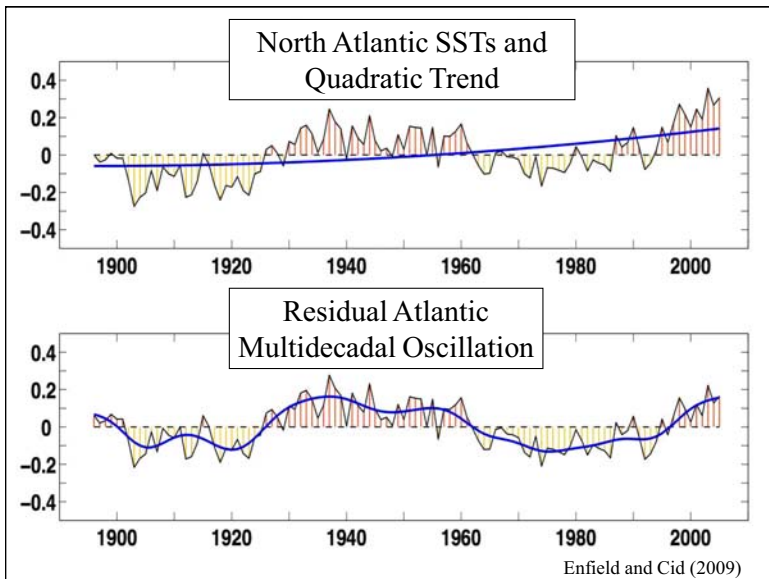 North Atlantic SSTs and
Quadratic Trend
0.4
0.2
0
−0.2
−0.4
1900 1920 1940 1960 1980 2000
Residual Atlantic
Multidecadal Oscillation
0.4
0.2
0
−0.2
−0.4
1900 1920 1940 1960 1980 2000
Enfield and Cid (2009)